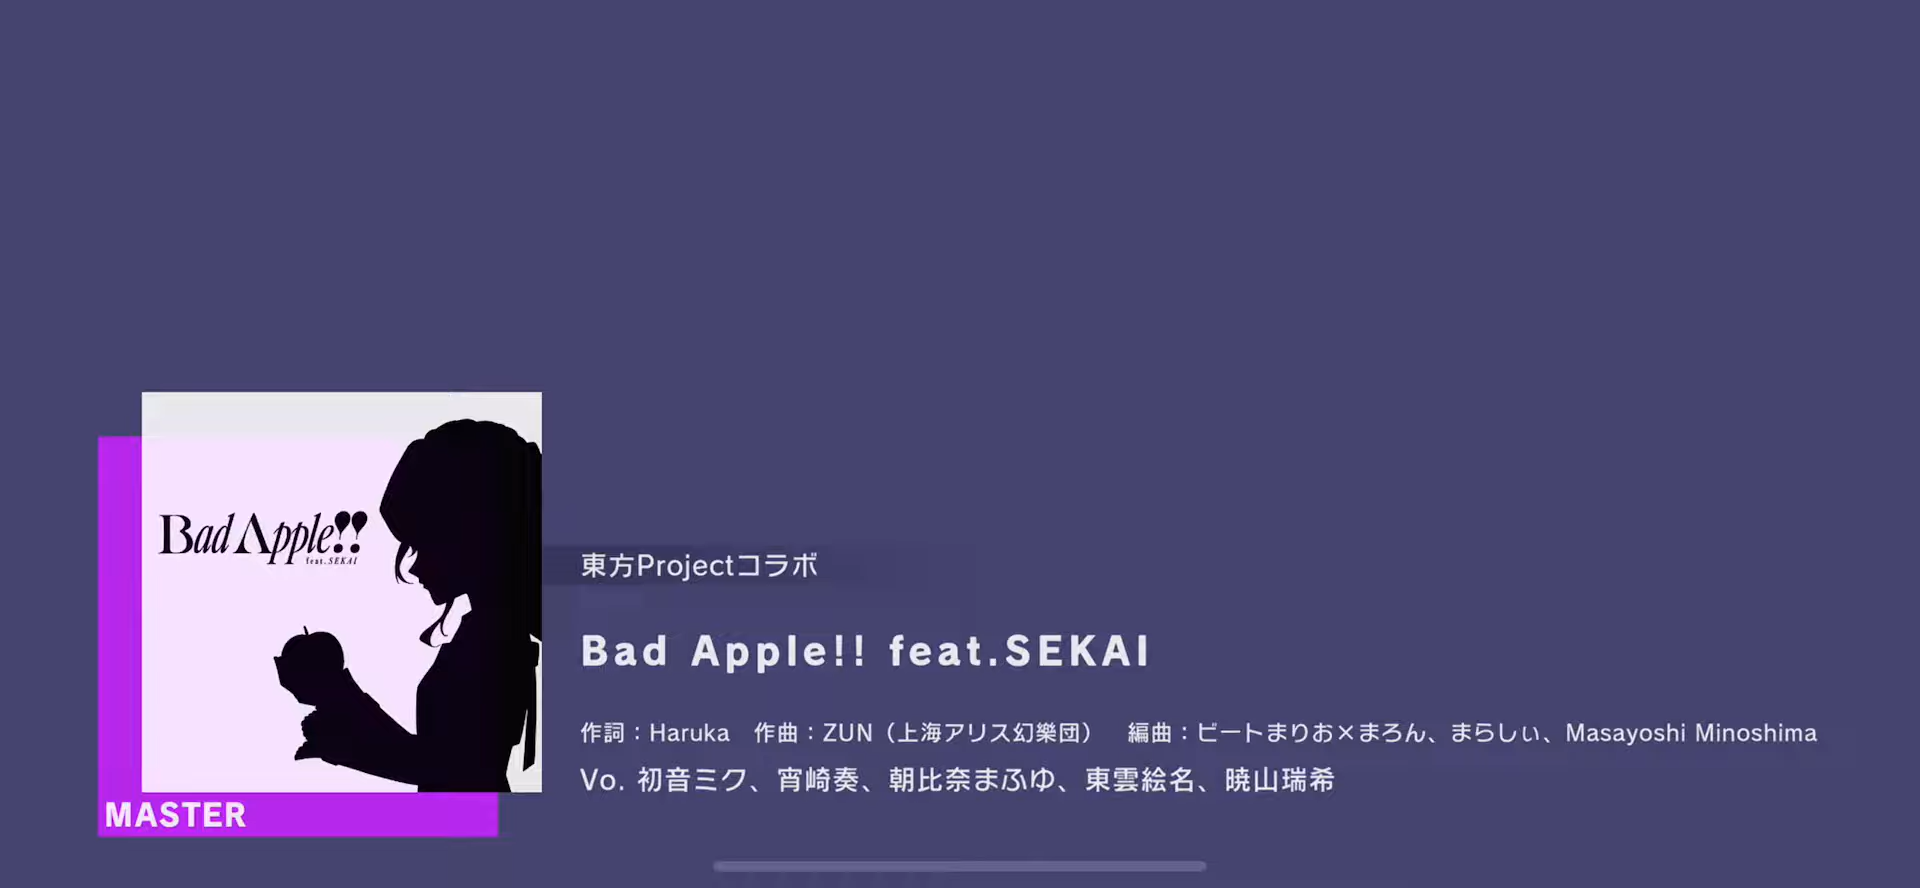 Bad Apple!!
feat.SEKAI
東方Projectコラボ
Bad Apple!! feat.SEKAI
作詞：Haruka　作曲：ZUN（上海アリス幻樂団）　編曲：ビートまりお×まろん、まらしぃ、Masayoshi Minoshima
Vo. 初音ミク、宵崎奏、朝比奈まふゆ、東雲絵名、暁山瑞希
MASTER